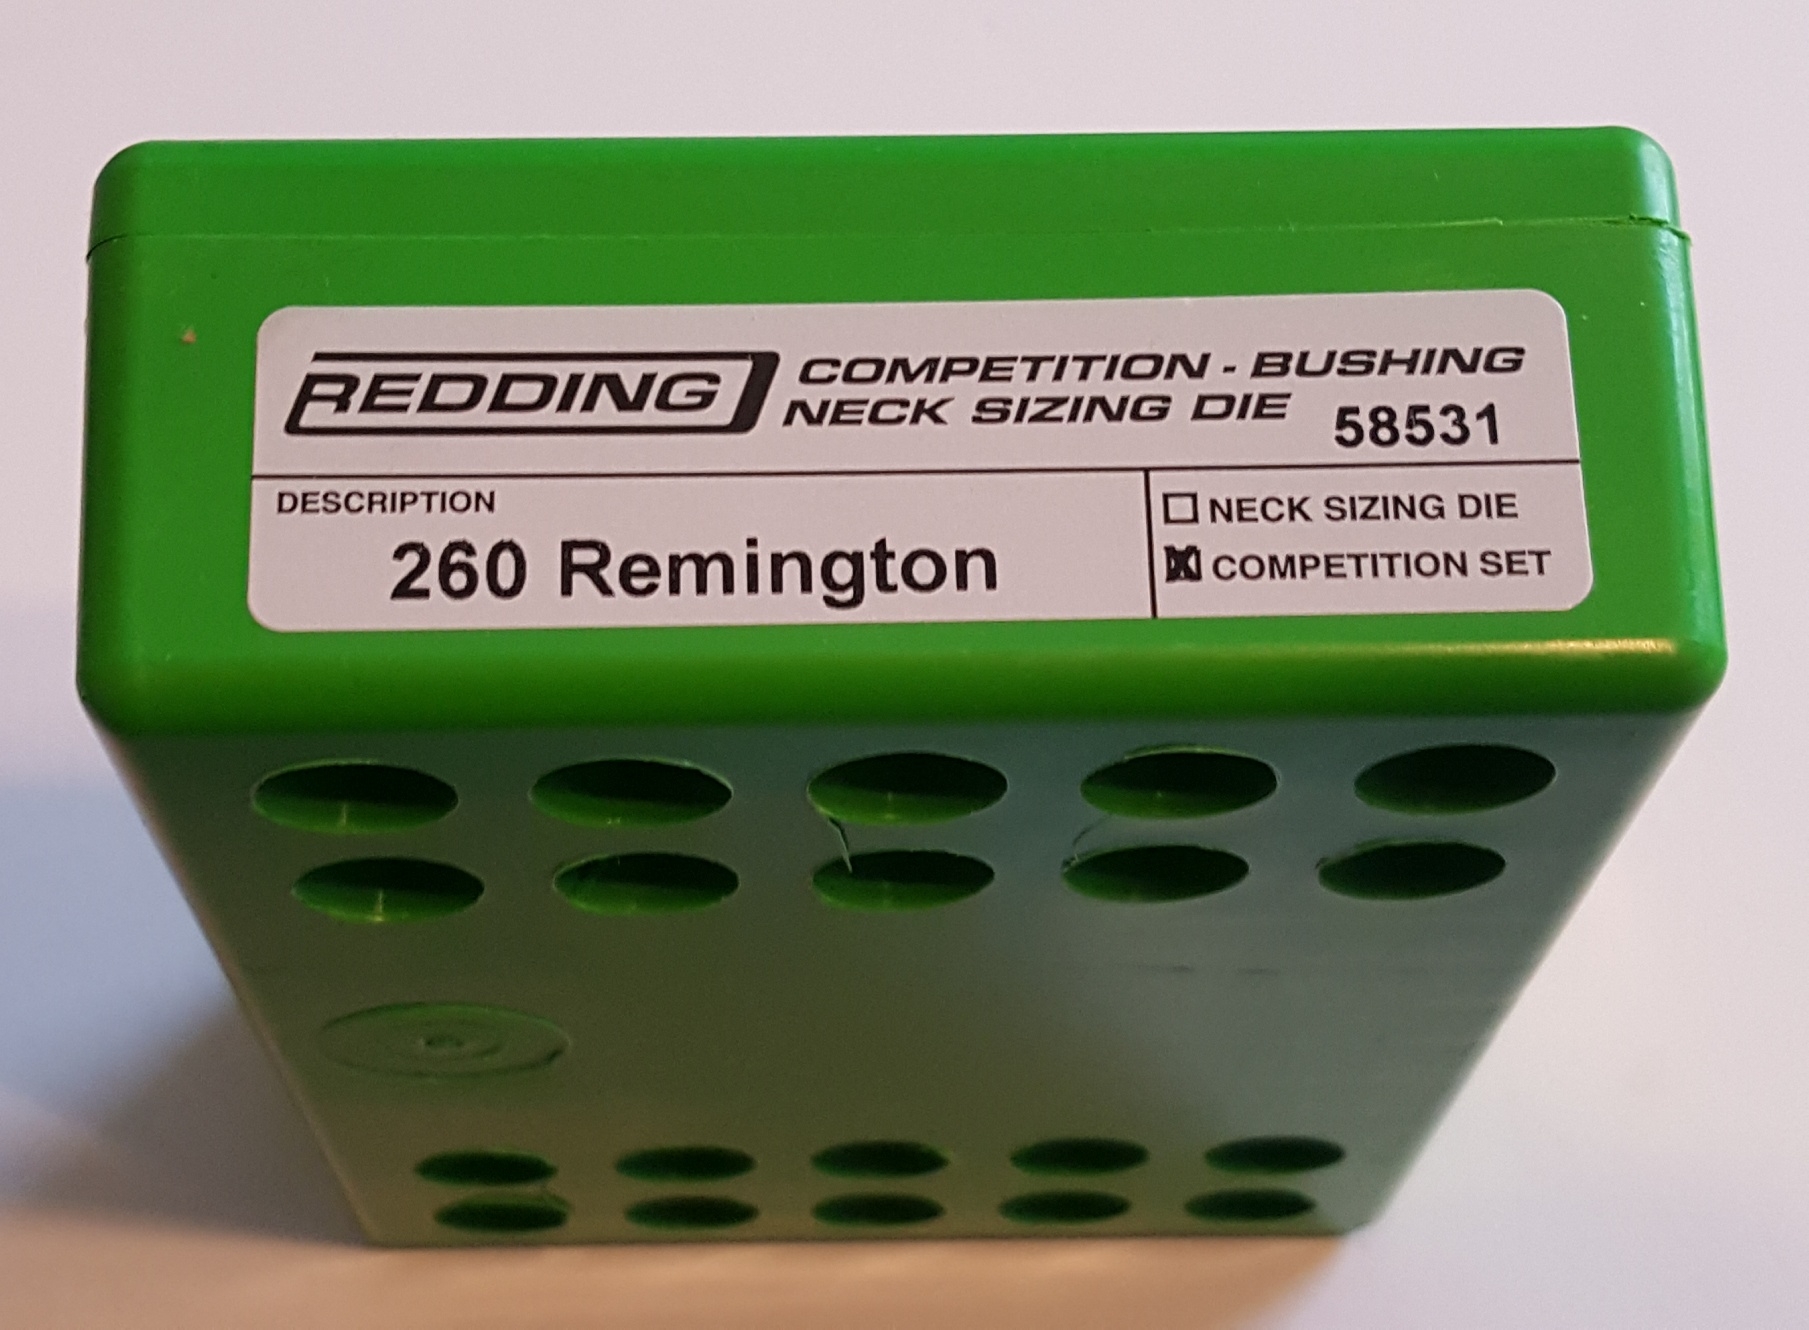 REDDING COMPETITION - BUSHING
NECK SIZING DIE 58531
DESCRIPTION
260 Remington
☐ NECK SIZING DIE
☒ COMPETITION SET